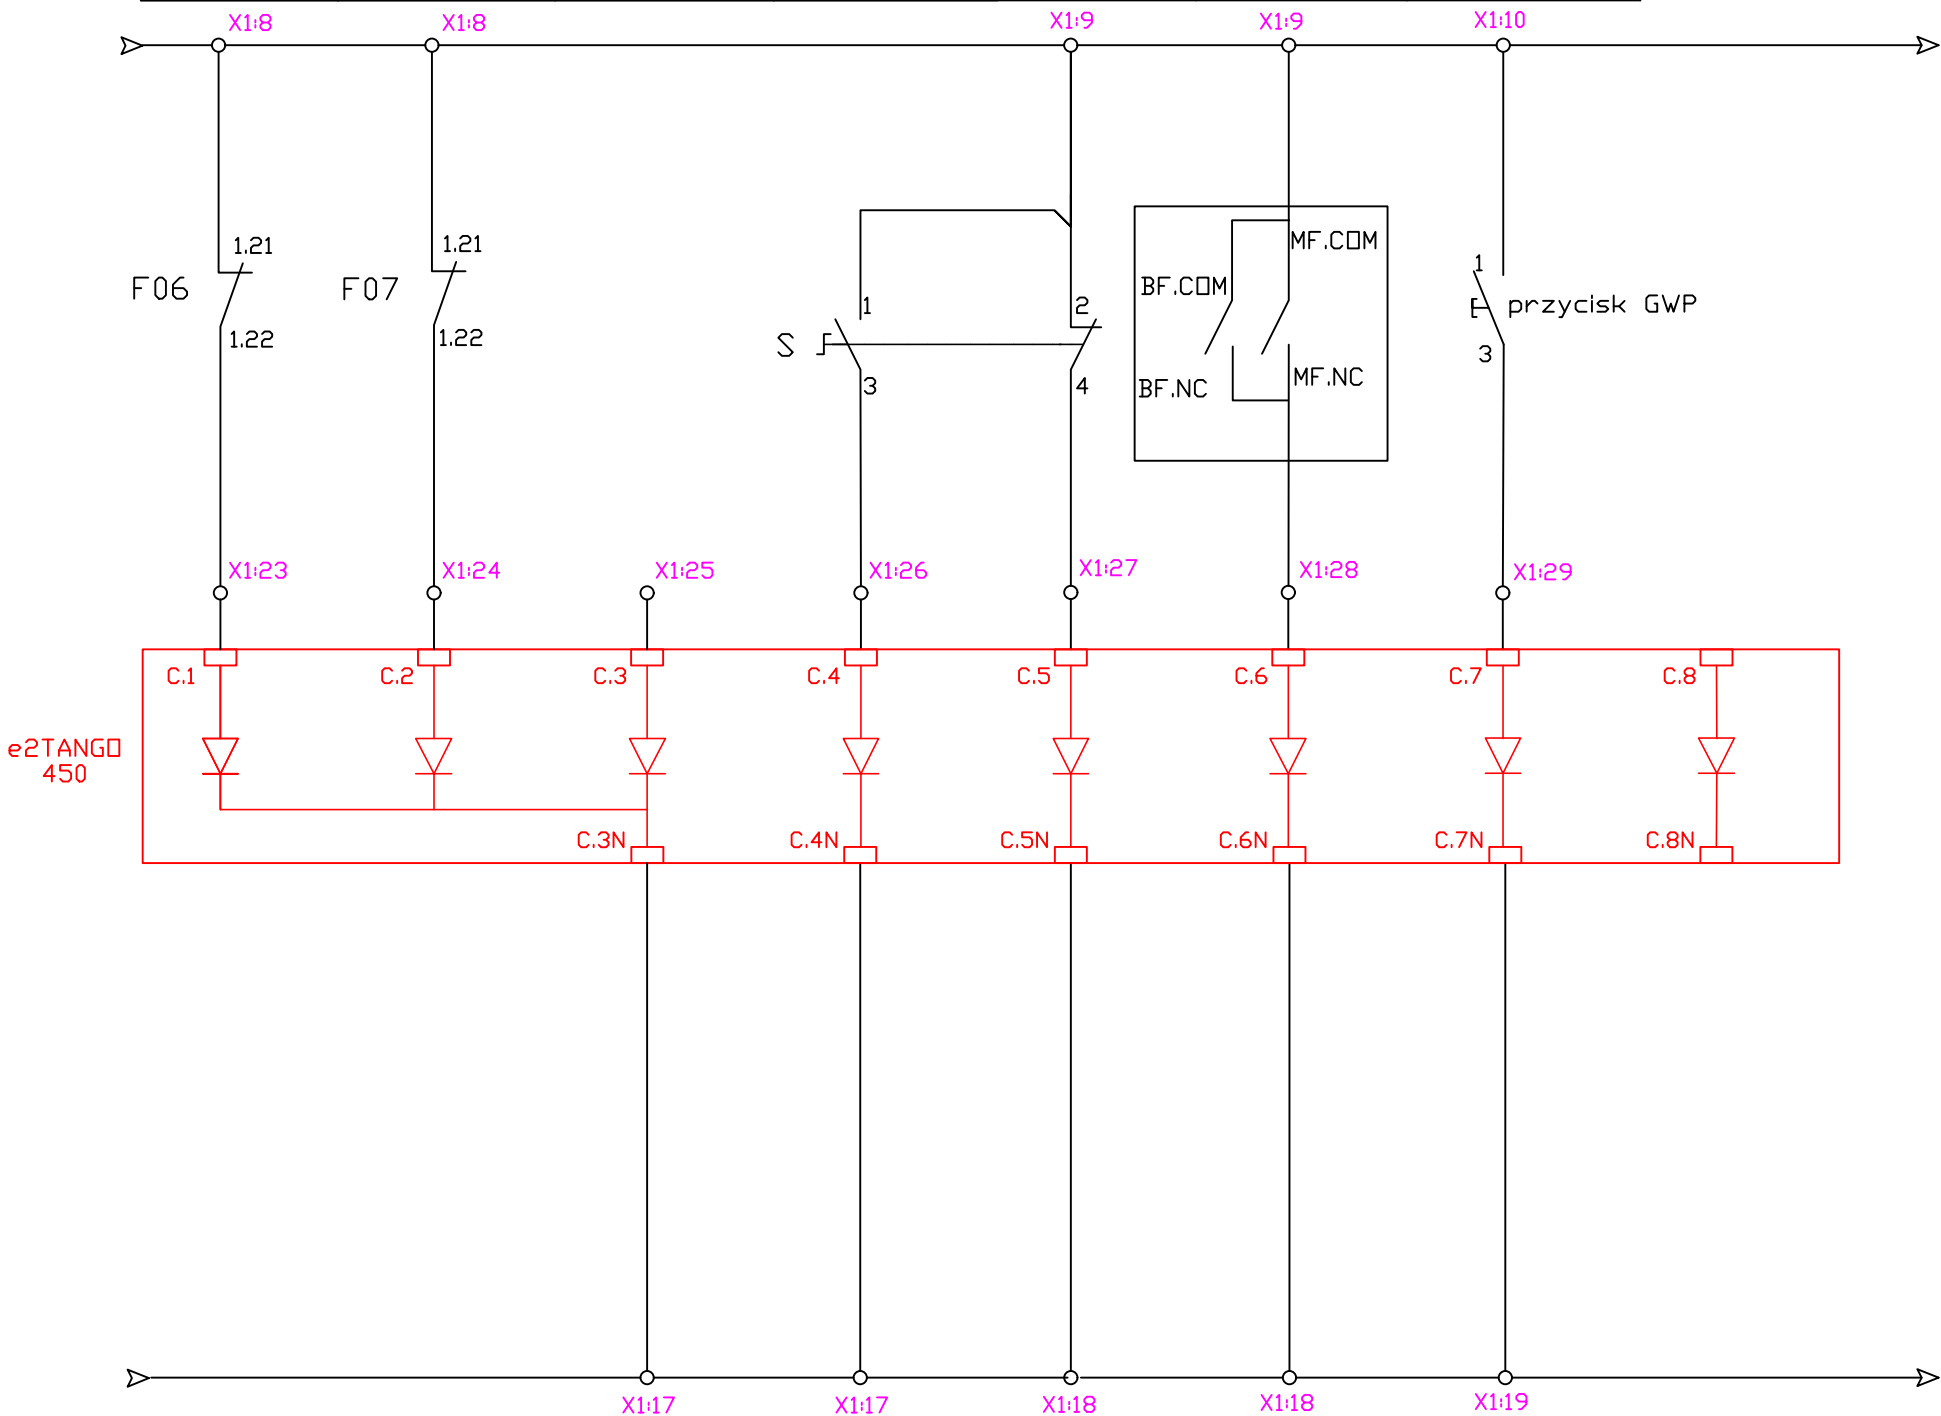 X1:8
X1:8
X1:9
X1:9
X1:10
1.21
1.21
F06
F07
1.22
1.22
1
2
S
3
4
MF.COM
BF.COM
MF.NC
BF.NC
1
przycisk GWP
3
X1:23
X1:24
X1:25
X1:26
X1:27
X1:28
X1:29
C.1
C.2
C.3
C.4
C.5
C.6
C.7
C.8
e2TANGO
450
C.3N
C.4N
C.5N
C.6N
C.7N
C.8N
X1:17
X1:17
X1:18
X1:18
X1:19